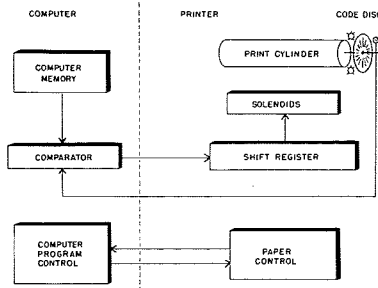 COMPUTER PRINTER CODE DISC
PRINT CYLINDER
COMPUTER
MEMORY
SOLENOIDS
COMPARATOR
SHIFT REGISTER
COMPUTER
PROGRAM
CONTROL
PAPER
CONTROL